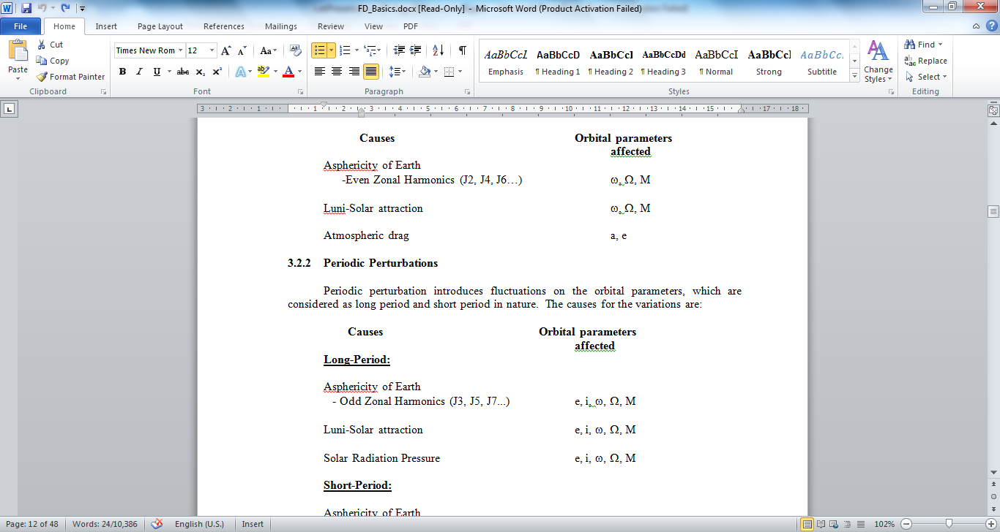 FD_Basics.docx [Read-Only] - Microsoft Word (Product Activation Failed)
File Home Insert Page Layout References Mailings Review View PDF
Paste
Cut
Copy
Format Painter
Clipboard
Times New Rom 12
Font
Paragraph
AaBbCcI AaBbCcD AaBbCcI AaBbCcDd AaBbCcI AaBbCcI AaBbCc
Emphasis ¶ Heading 1 ¶ Heading 2 ¶ Heading 3 ¶ Normal Strong Subtitle
Styles
Change Styles
Find
Replace
Select
Editing
3 2 1 1 2 3 4 5 6 7 8 9 10 11 12 13 14 15 17 18
Causes Orbital parameters
affected
Asphericity of Earth
-Even Zonal Harmonics (J2, J4, J6…) ω, Ω, M
Luni-Solar attraction ω, Ω, M
Atmospheric drag a, e
3.2.2 Periodic Perturbations
Periodic perturbation introduces fluctuations on the orbital parameters, which are
considered as long period and short period in nature. The causes for the variations are:
Causes Orbital parameters
affected
Long-Period:
Asphericity of Earth
- Odd Zonal Harmonics (J3, J5, J7...) e, i, ω, Ω, M
Luni-Solar attraction e, i, ω, Ω, M
Solar Radiation Pressure e, i, ω, Ω, M
Short-Period:
Asphericity of Earth
Page: 12 of 48 Words: 24/10,386 English (U.S.) Insert 102%